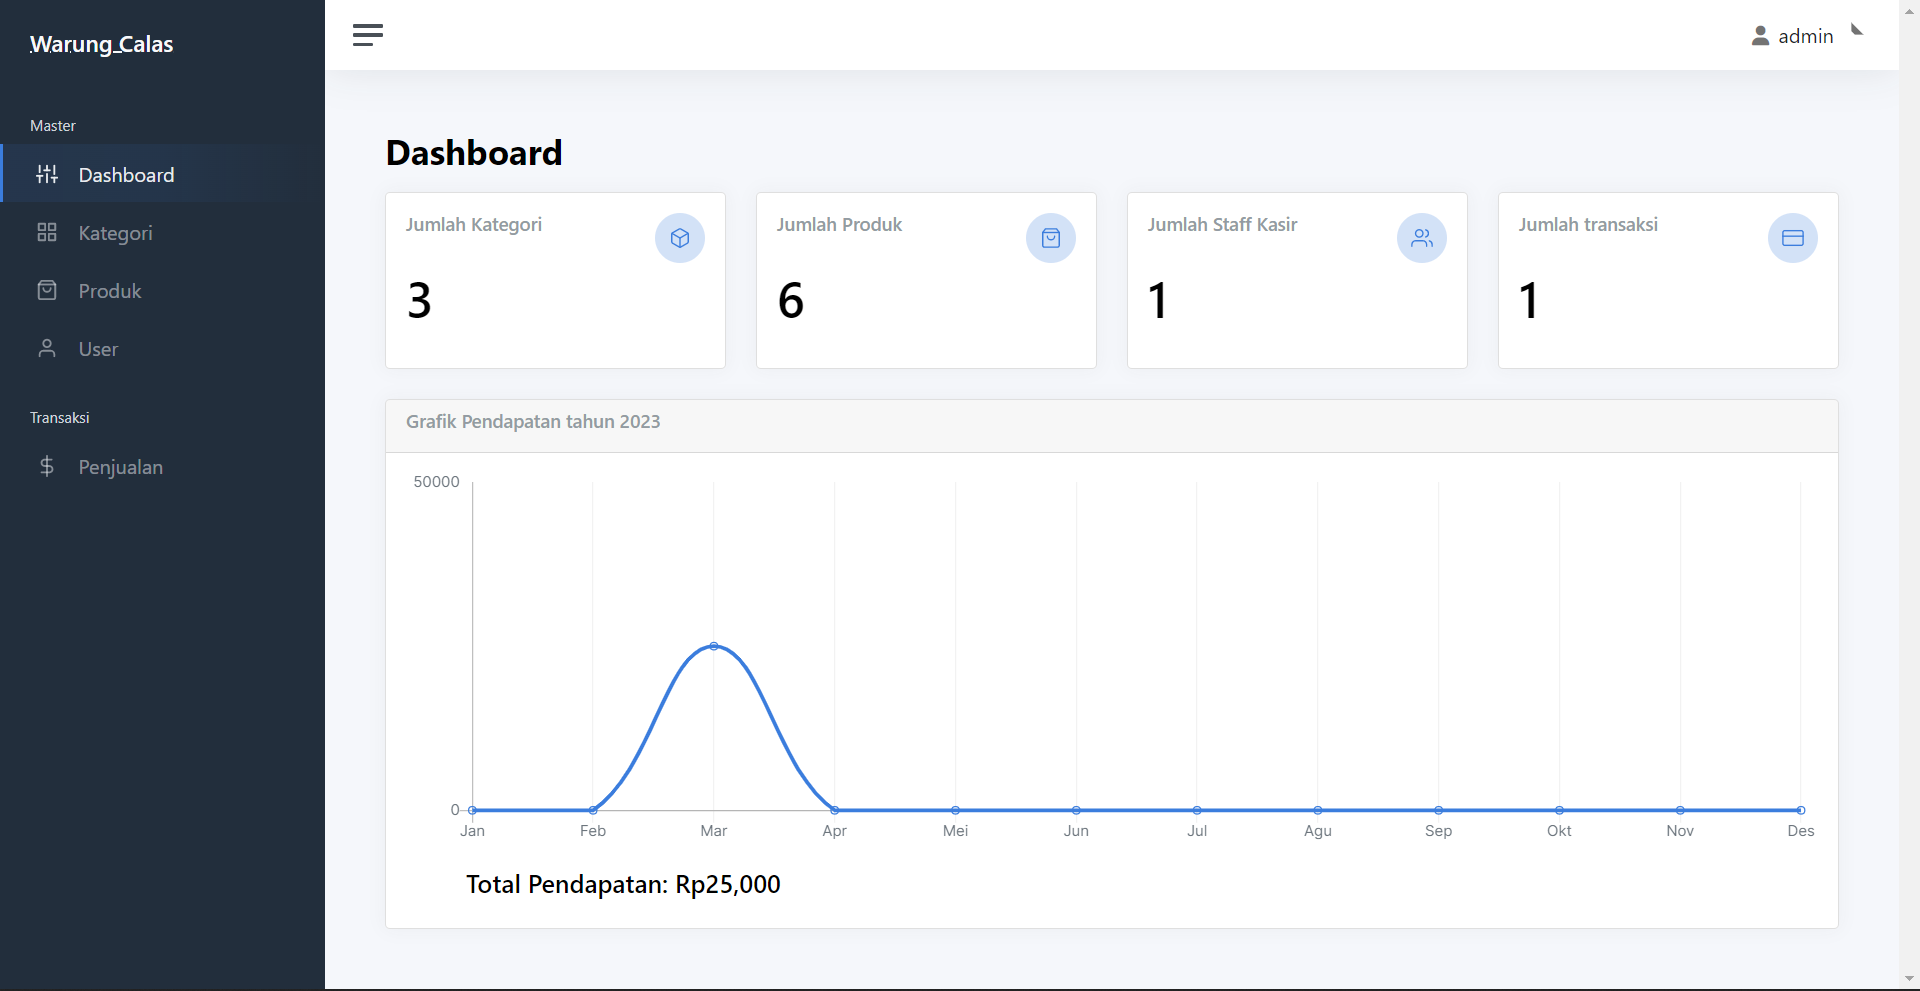 Warung_Calas
admin
Master
Dashboard
Kategori
Produk
User
Transaksi
Penjualan
Dashboard
Jumlah Kategori
3
Jumlah Produk
6
Jumlah Staff Kasir
1
Jumlah transaksi
1
Grafik Pendapatan tahun 2023
50000
0
Jan Feb Mar Apr Mei Jun Jul Agu Sep Okt Nov Des
Total Pendapatan: Rp25,000